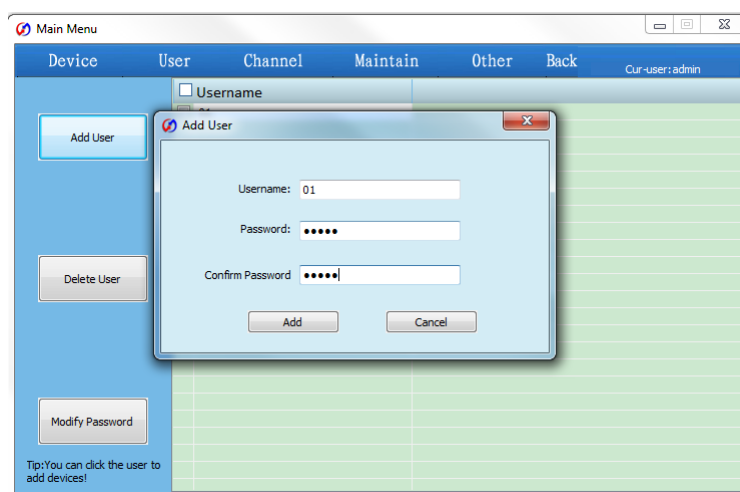 Main Menu
Device User Channel Maintain Other Back Cur-user:admin
Username
Add User
Add User
Username: 01
Password: •••••
Confirm Password •••••
Add Cancel
Delete User
Modify Password
Tip:You can click the user to
add devices!